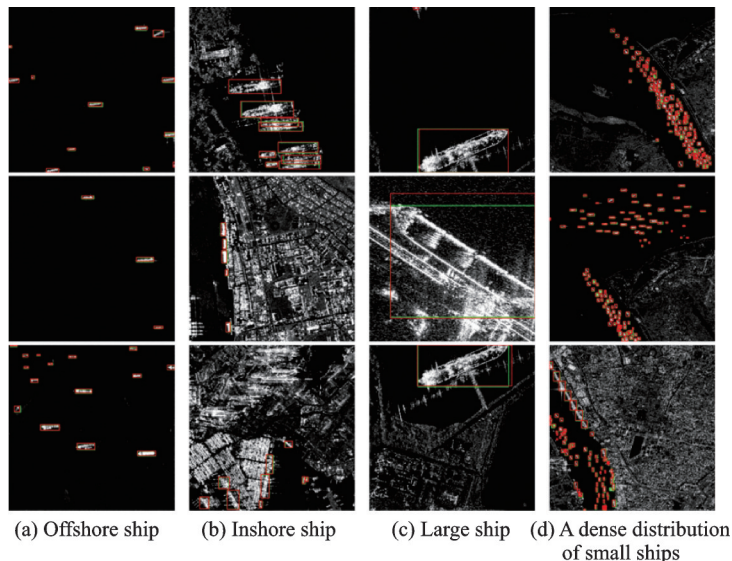 (a) Offshore ship
(b) Inshore ship
(c) Large ship
(d) A dense distribution
of small ships